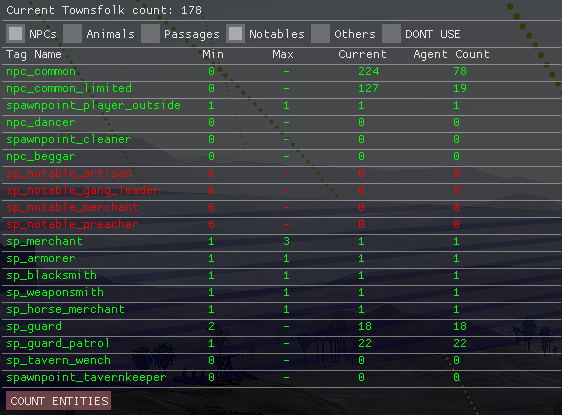 Current Townsfolk count: 178
NPCs Animals Passages Notables Others DONT USE
Tag Name Min Max Current Agent Count
npc_common 0 - 224 78
npc_common_limited 0 - 127 19
spawnpoint_player_outside 1 1 1 1
npc_dancer 0 - 0 0
spawnpoint_cleaner 0 - 0 0
npc_beggar 0 - 0 0
sp_notable_artisan 6 - 0 0
sp_notable_gang_leader 6 - 0 0
sp_notable_merchant 6 - 0 0
sp_notable_preacher 6 - 0 0
sp_merchant 1 3 1 1
sp_armorer 1 1 1 1
sp_blacksmith 1 1 1 1
sp_weaponsmith 1 1 1 1
sp_horse_merchant 1 1 1 1
sp_guard 2 - 18 18
sp_guard_patrol 1 - 22 22
sp_tavern_wench 0 - 0 0
spawnpoint_tavernkeeper 0 - 0 0
COUNT ENTITIES